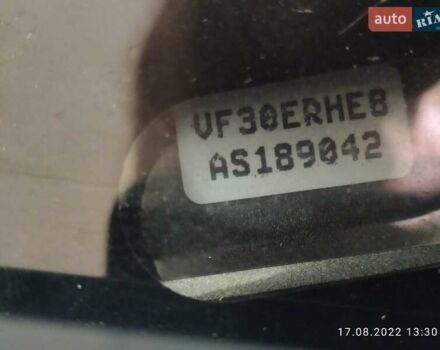 auto RIA
VF30ERHE8
AS189042
17.08.2022 13:30